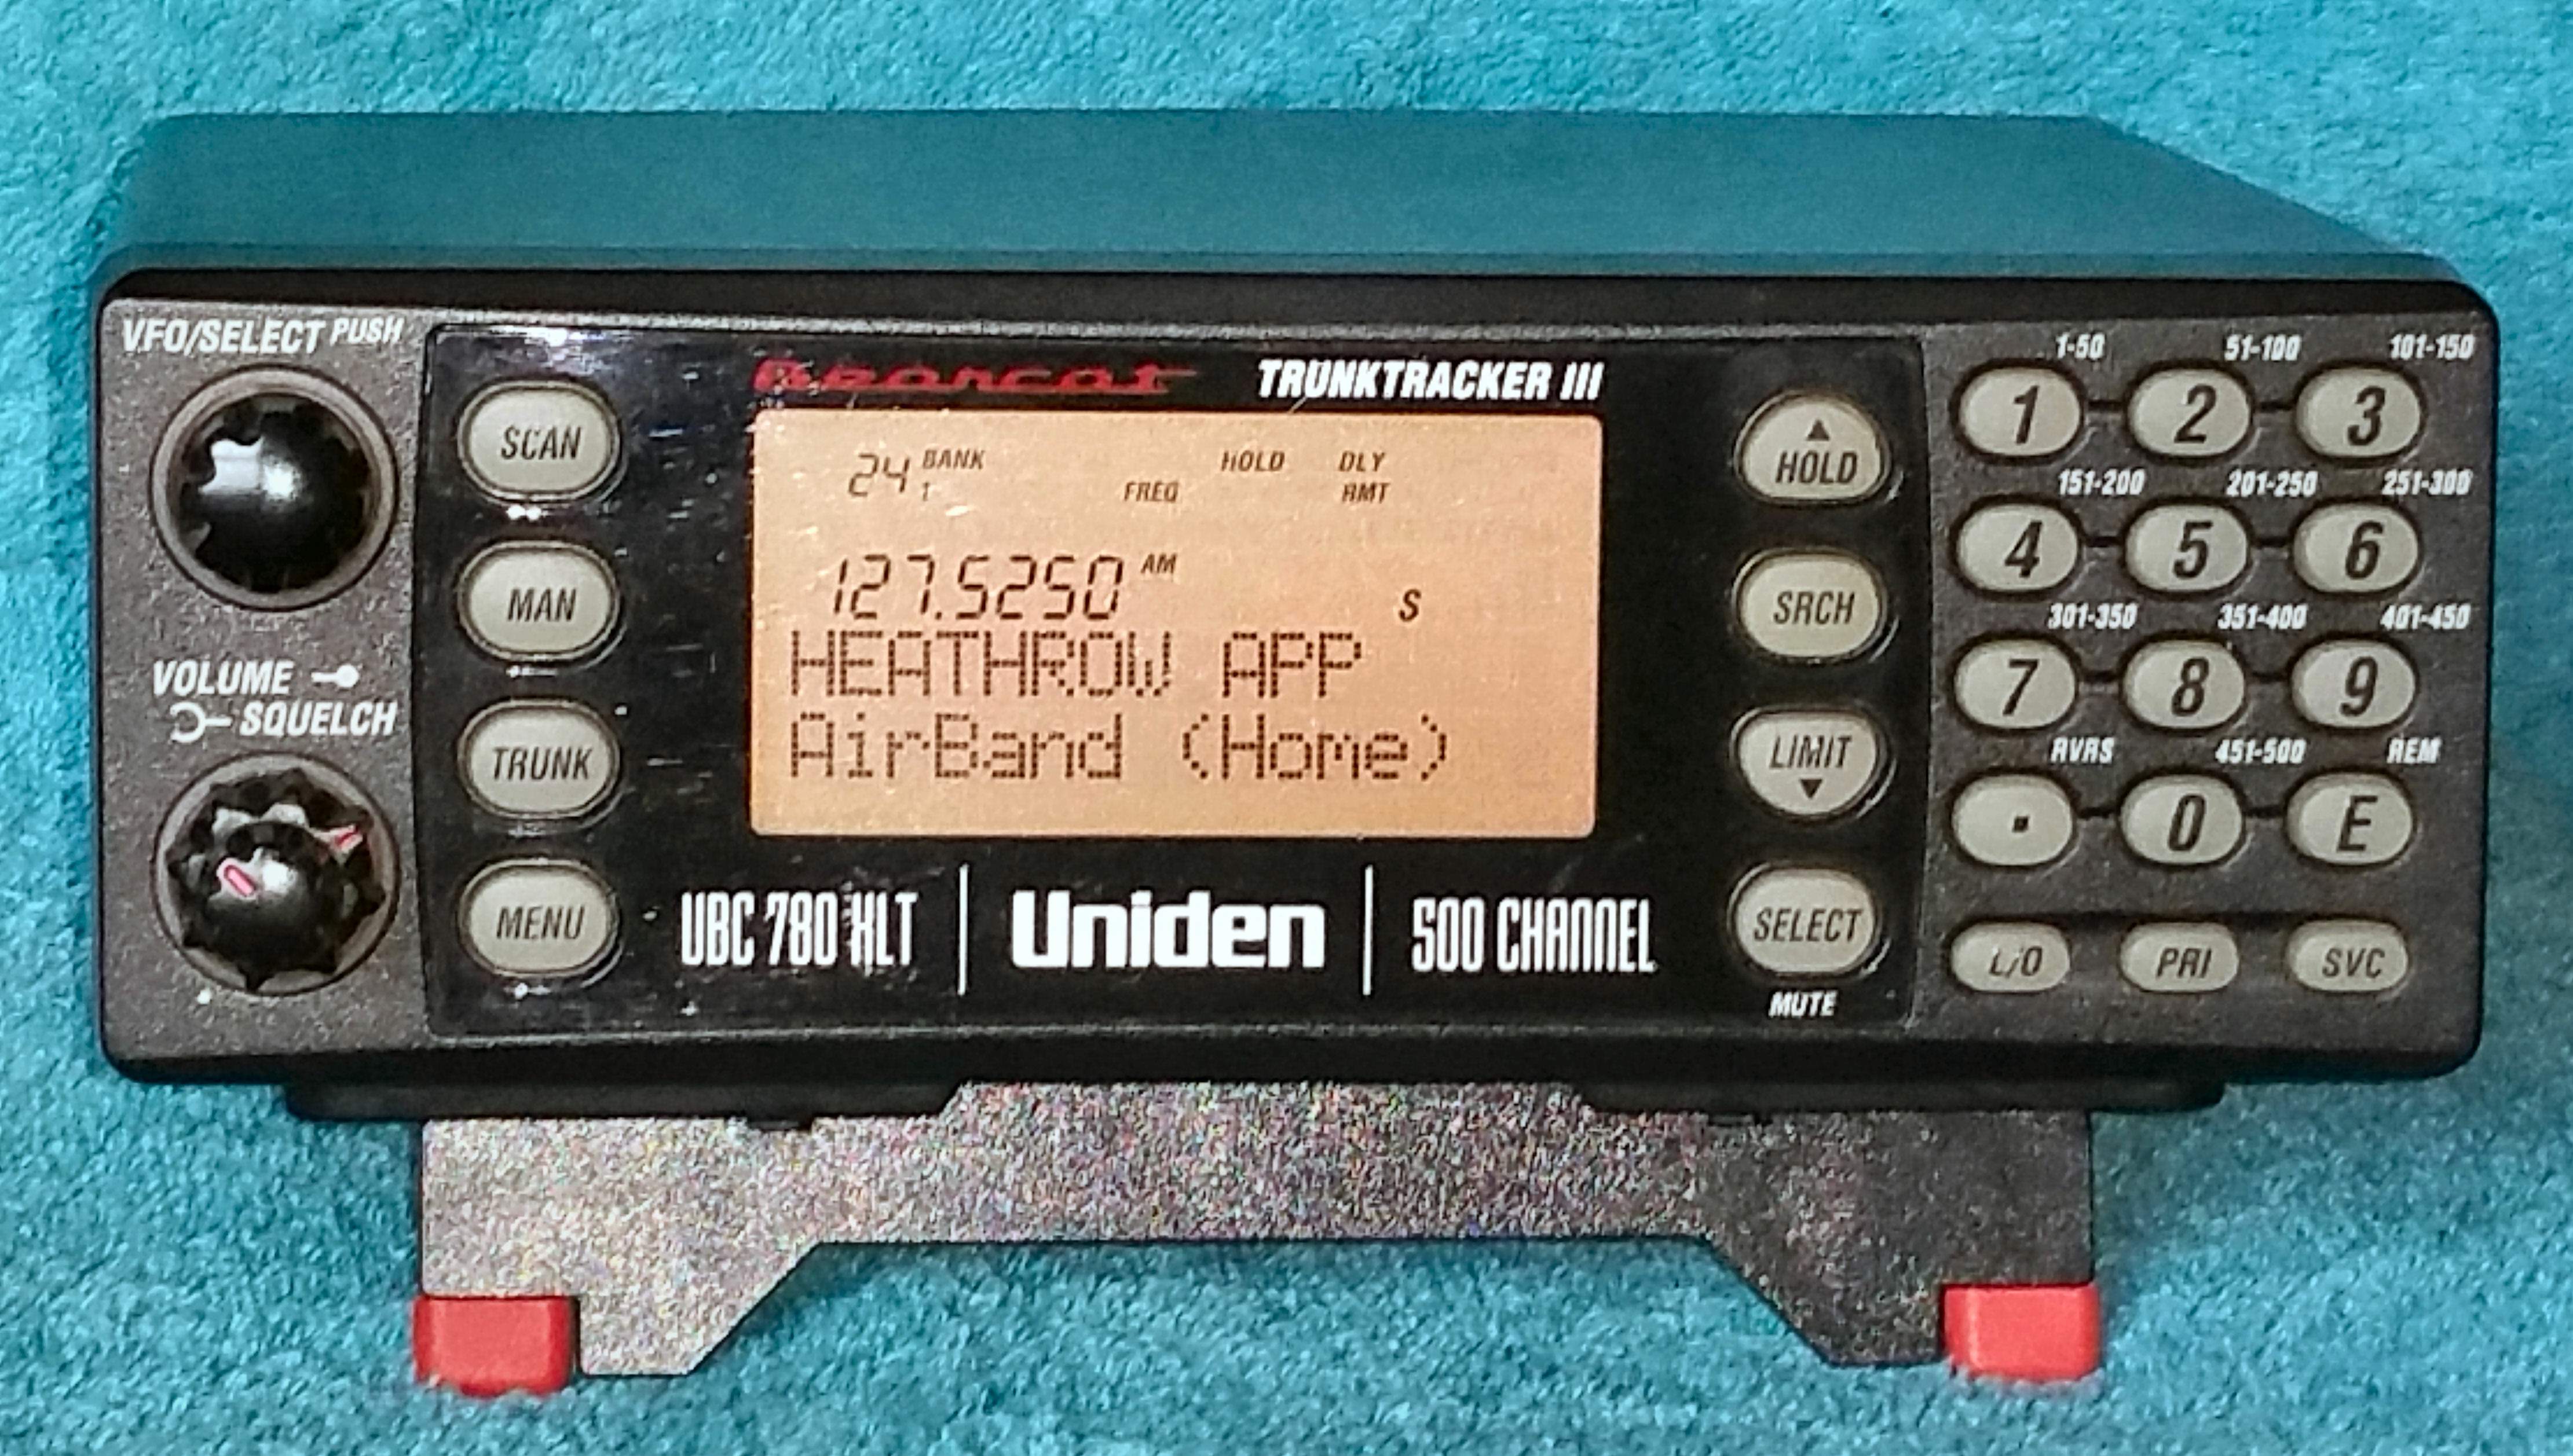 VFO/SELECT PUSH
VOLUME
SQUELCH
SCAN
MAN
TRUNK
MENU
Bearcat TRUNKTRACKER III
24 BANK HOLD DLY
1 FREQ RMT
127.5250 AM S
HEATHROW APP
AirBand (Home)
UBC 780 XLT Uniden 500 CHANNEL
HOLD
SRCH
LIMIT
SELECT
MUTE
1-50 51-100 101-150
1 2 3
151-200 201-250 251-300
4 5 6
301-350 351-400 401-450
7 8 9
RVRS 451-500 REM
. 0 E
L/O PRI SVC